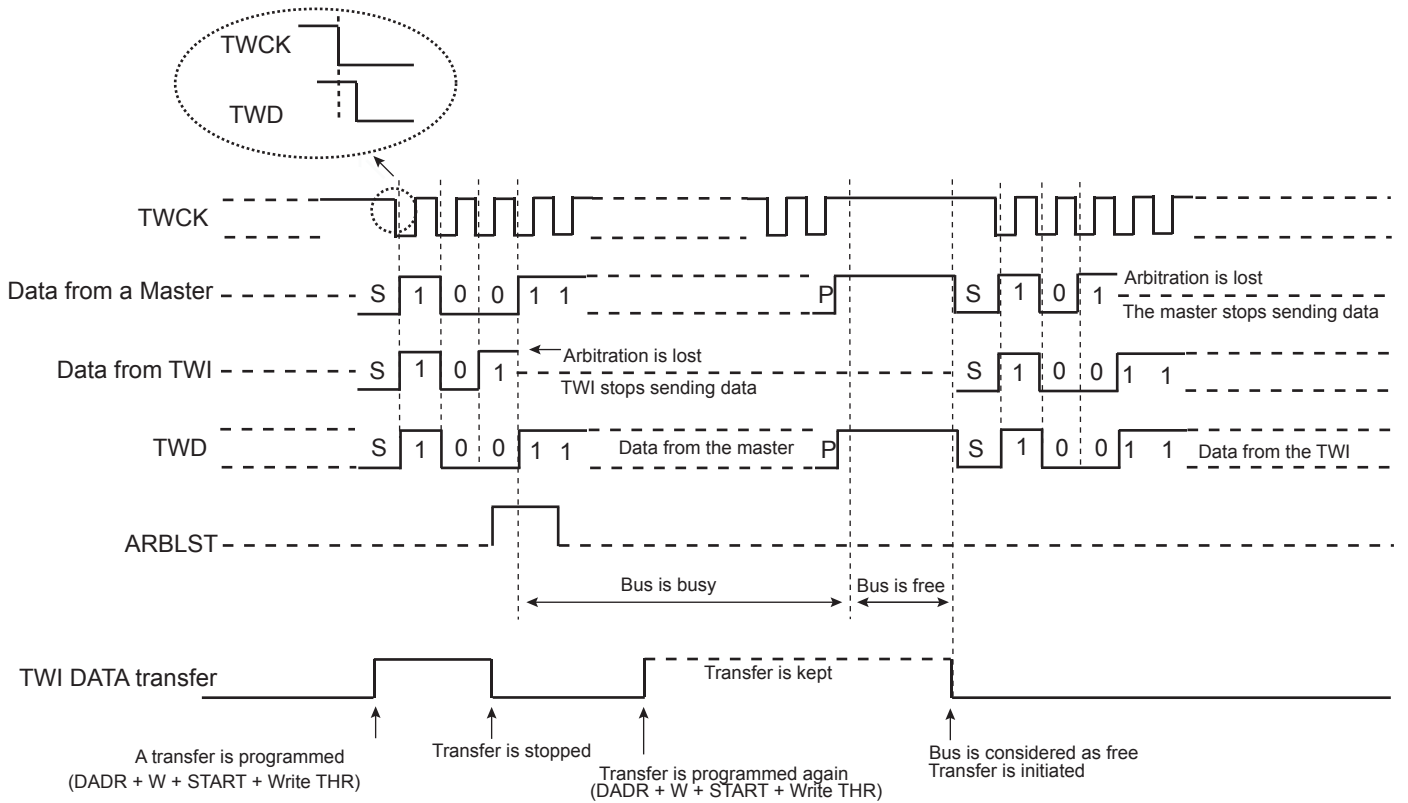 TWCK
TWD
TWCK
Data from a Master S 1 0 0 1 1 P S 1 0 1 Arbitration is lost
The master stops sending data
Data from TWI S 1 0 1 Arbitration is lost S 1 0 0 1 1
TWI stops sending data
TWD S 1 0 0 1 1 Data from the master P S 1 0 0 1 1 Data from the TWI
ARBLST
Bus is busy Bus is free
TWI DATA transfer Transfer is kept
A transfer is programmed
(DADR + W + START + Write THR)
Transfer is stopped
Transfer is programmed again
(DADR + W + START + Write THR)
Bus is considered as free
Transfer is initiated